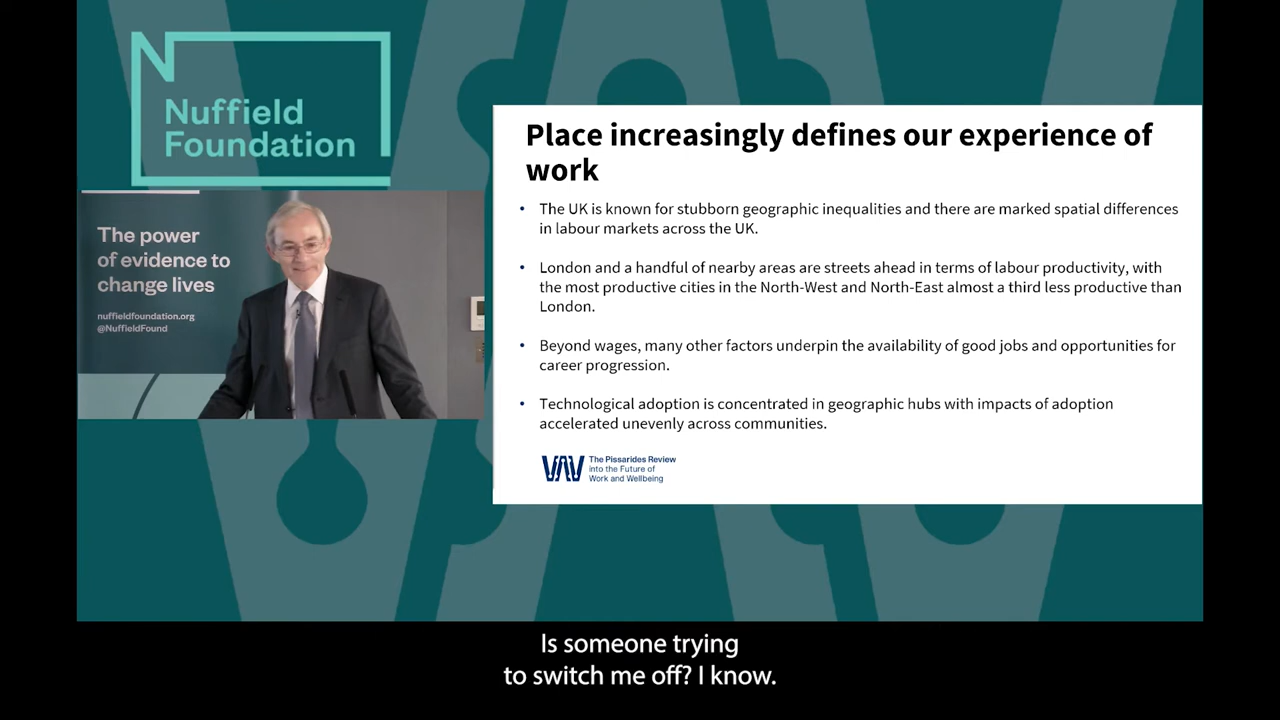 Nuffield
Foundation
The power
of evidence to
change lives
nuffieldfoundation.org
@NuffieldFound
Place increasingly defines our experience of
work
• The UK is known for stubborn geographic inequalities and there are marked spatial differences
in labour markets across the UK.
• London and a handful of nearby areas are streets ahead in terms of labour productivity, with
the most productive cities in the North-West and North-East almost a third less productive than
London.
• Beyond wages, many other factors underpin the availability of good jobs and opportunities for
career progression.
• Technological adoption is concentrated in geographic hubs with impacts of adoption
accelerated unevenly across communities.
The Pissarides Review
into the Future of
Work and Wellbeing
Is someone trying
to switch me off? I know.